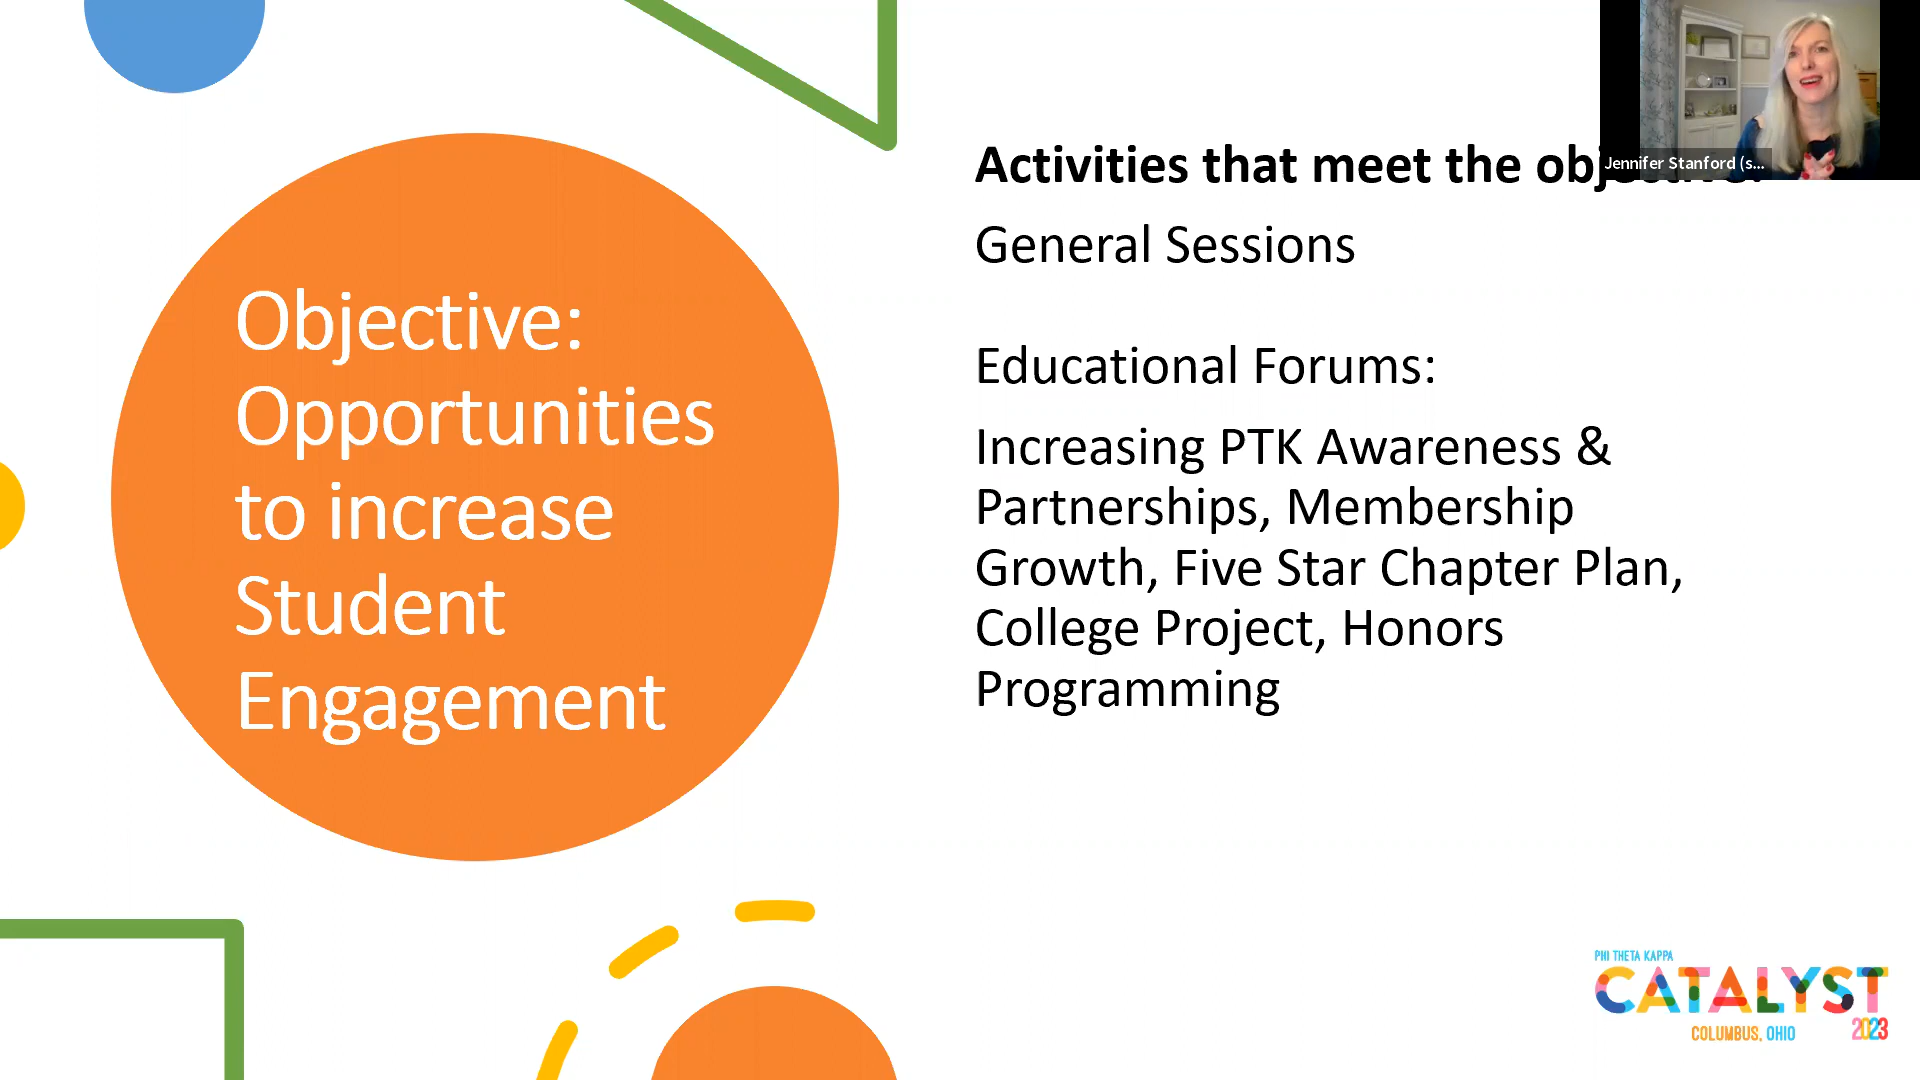 Objective:
Opportunities
to increase
Student
Engagement
Activities that meet the
General Sessions
Educational Forums:
Increasing PTK Awareness &
Partnerships, Membership
Growth, Five Star Chapter Plan,
College Project, Honors
Programming
Jennifer Stanford (s...
PHI THETA KAPPA
CATALYST
COLUMBUS, OHIO
2023